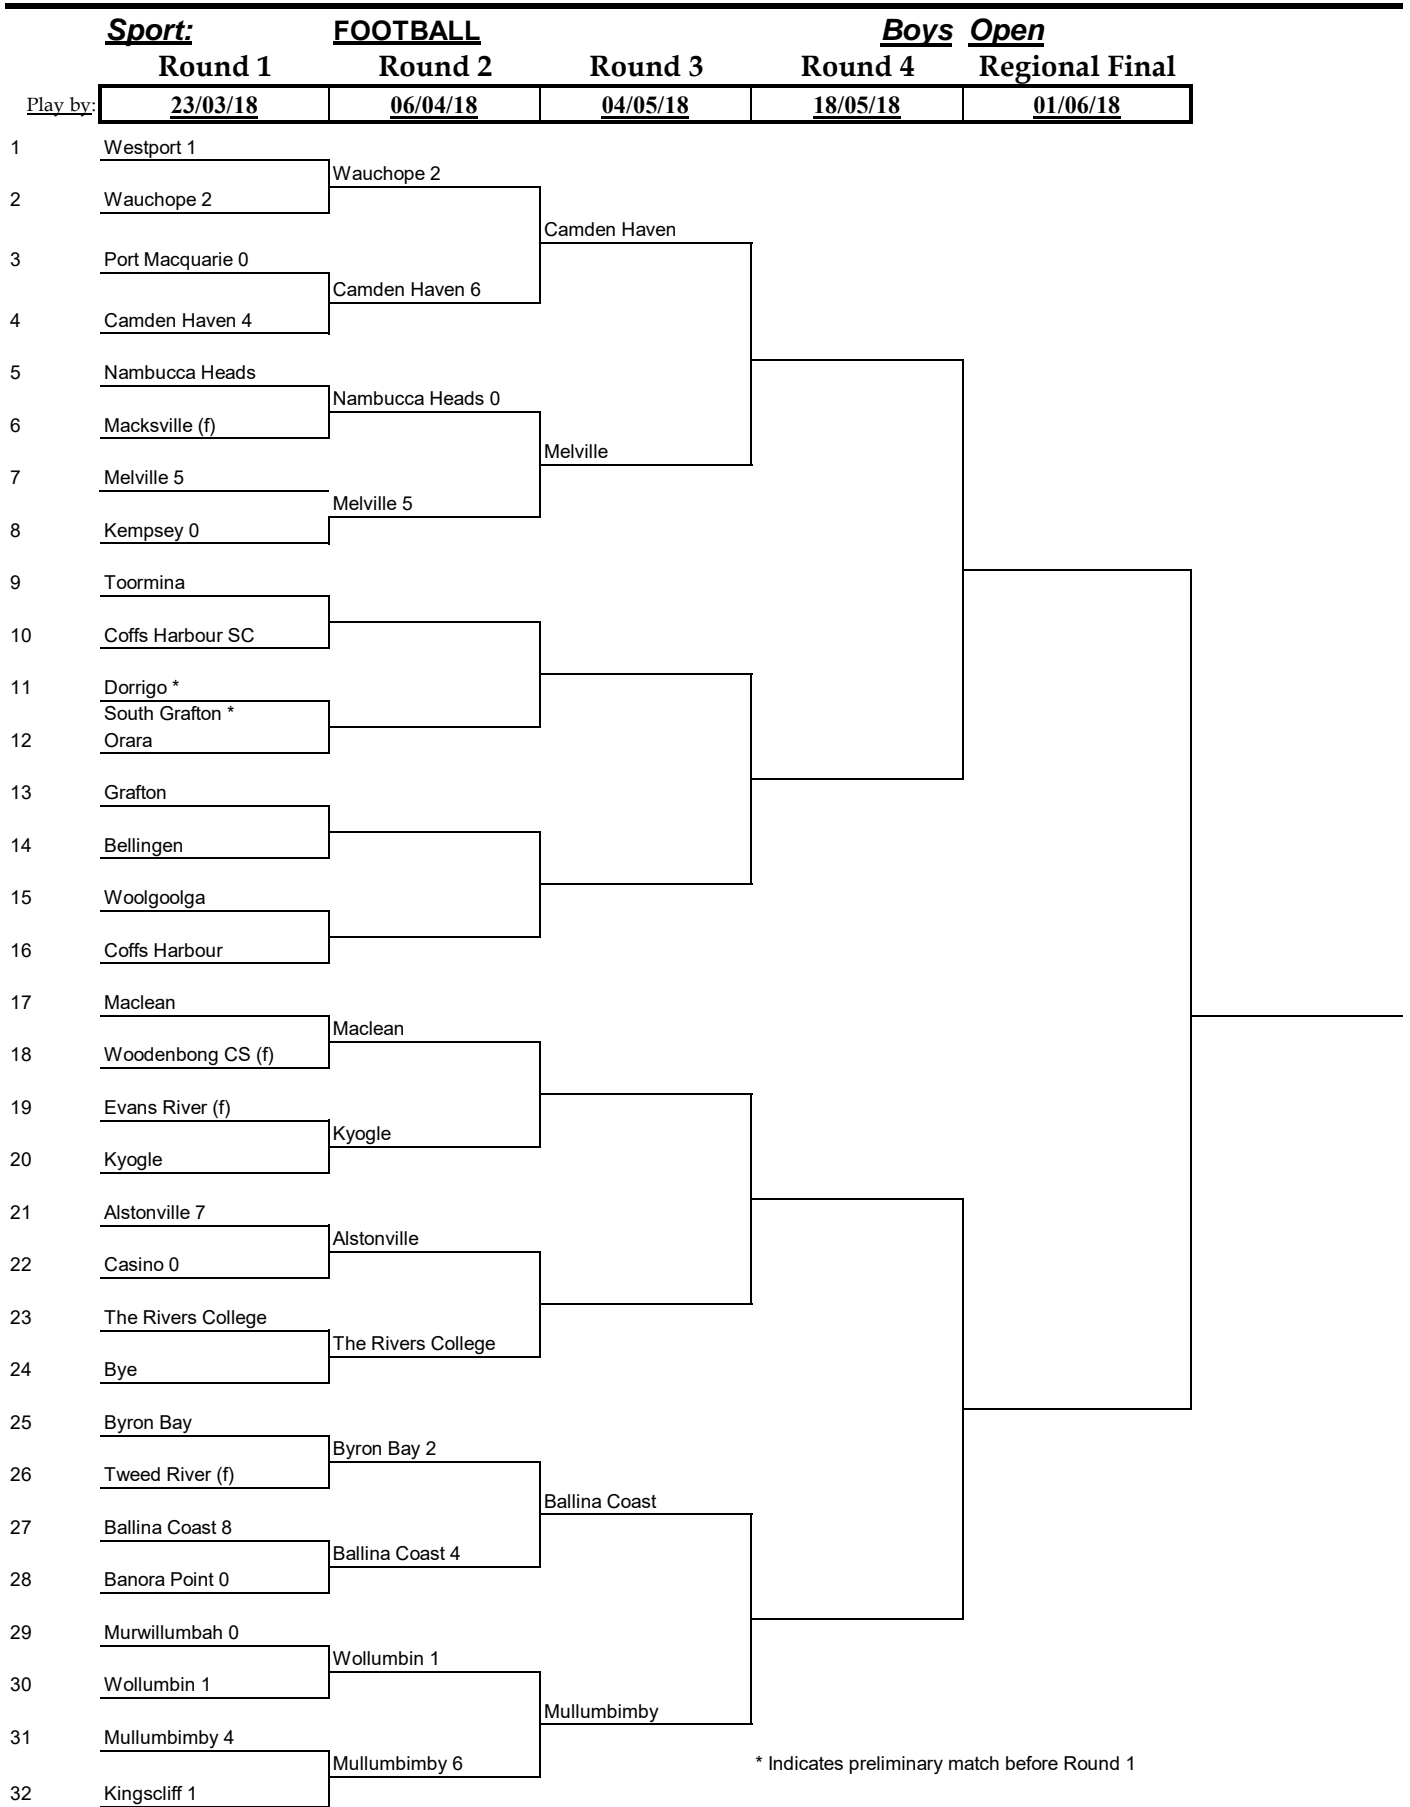 Sport: FOOTBALL Boys Open
Round 1 Round 2 Round 3 Round 4 Regional Final
Play by: 23/03/18 06/04/18 04/05/18 18/05/18 01/06/18
1 Westport 1
Wauchope 2
2 Wauchope 2
Camden Haven
3 Port Macquarie 0
Camden Haven 6
4 Camden Haven 4
5 Nambucca Heads
Nambucca Heads 0
6 Macksville (f)
Melville
7 Melville 5
Melville 5
8 Kempsey 0
9 Toormina
10 Coffs Harbour SC
11 Dorrigo *
South Grafton *
12 Orara
13 Grafton
14 Bellingen
15 Woolgoolga
16 Coffs Harbour
17 Maclean
Maclean
18 Woodenbong CS (f)
19 Evans River (f)
Kyogle
20 Kyogle
21 Alstonville 7
Alstonville
22 Casino 0
23 The Rivers College
The Rivers College
24 Bye
25 Byron Bay
Byron Bay 2
26 Tweed River (f)
Ballina Coast
27 Ballina Coast 8
Ballina Coast 4
28 Banora Point 0
29 Murwillumbah 0
Wollumbin 1
30 Wollumbin 1
Mullumbimby
31 Mullumbimby 4
Mullumbimby 6 * Indicates preliminary match before Round 1
32 Kingscliff 1